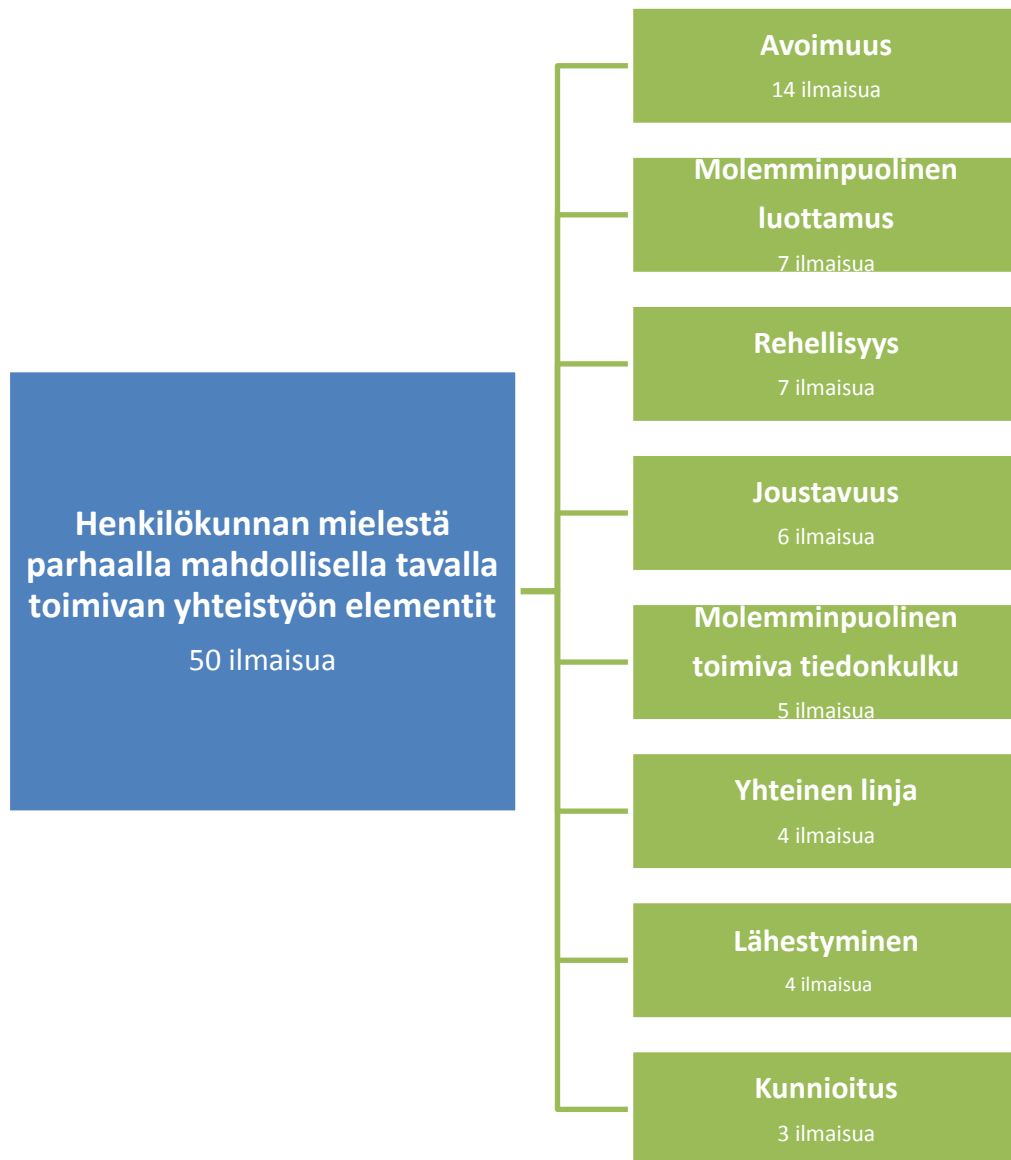 Avoimuus
14 ilmaisua
Molemminpuolinen
luottamus
7 ilmaisua
Rehellisyys
7 ilmaisua
Joustavuus
6 ilmaisua
Henkilökunnan mielestä
parhaalla mahdollisella tavalla
toimivan yhteistyön elementit
50 ilmaisua
Molemminpuolinen
toimiva tiedonkulku
5 ilmaisua
Yhteinen linja
4 ilmaisua
Lähestyminen
4 ilmaisua
Kunnioitus
3 ilmaisua